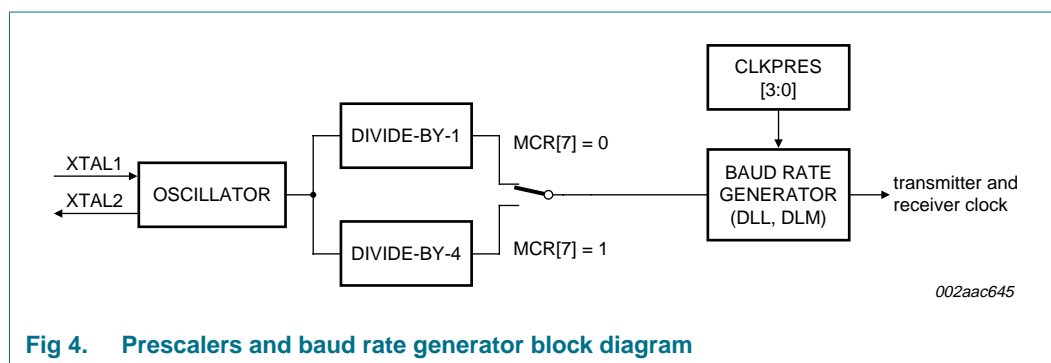 XTAL1
XTAL2
OSCILLATOR
DIVIDE-BY-1
DIVIDE-BY-4
MCR[7] = 0
MCR[7] = 1
CLKPRES
[3:0]
BAUD RATE
GENERATOR
(DLL, DLM)
transmitter and
receiver clock
002aac645
Fig 4. Prescalers and baud rate generator block diagram